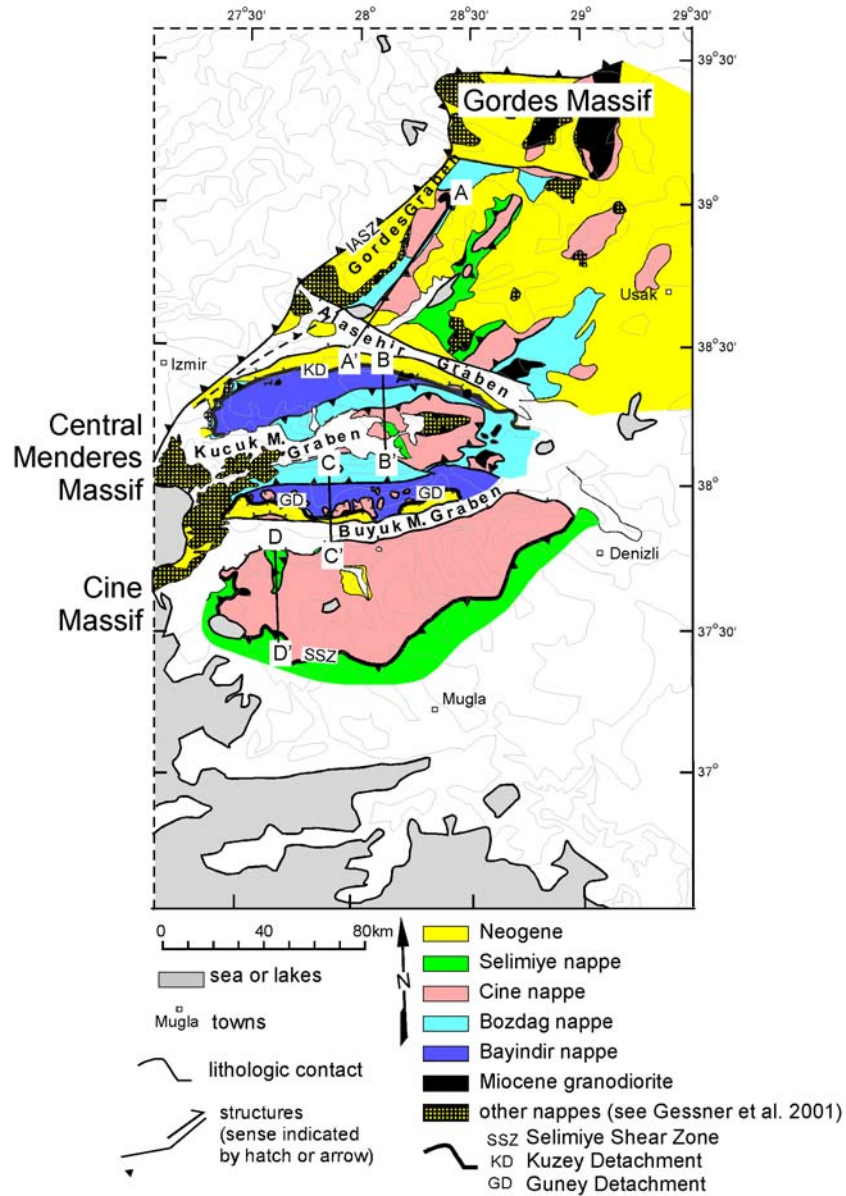 27°30' 28° 28°30' 29° 29°30'
39°30'
Gordes Massif
39°
A
IASZ
Gordes Graben
Usak
Alasehir Graben
38°30'
Izmir
A' B
KD
Central
Menderes
Massif
Kucuk M. Graben
B'
C
38°
GD GD
Buyuk M. Graben
D
C'
Denizli
Cine
Massif
37°30'
D'
SSZ
Mugla
37°
0 40 80km
N
sea or lakes
Mugla towns
lithologic contact
structures
(sense indicated
by hatch or arrow)
Neogene
Selimiye nappe
Cine nappe
Bozdag nappe
Bayindir nappe
Miocene granodiorite
other nappes (see Gessner et al. 2001)
SSZ Selimiye Shear Zone
KD Kuzey Detachment
GD Guney Detachment